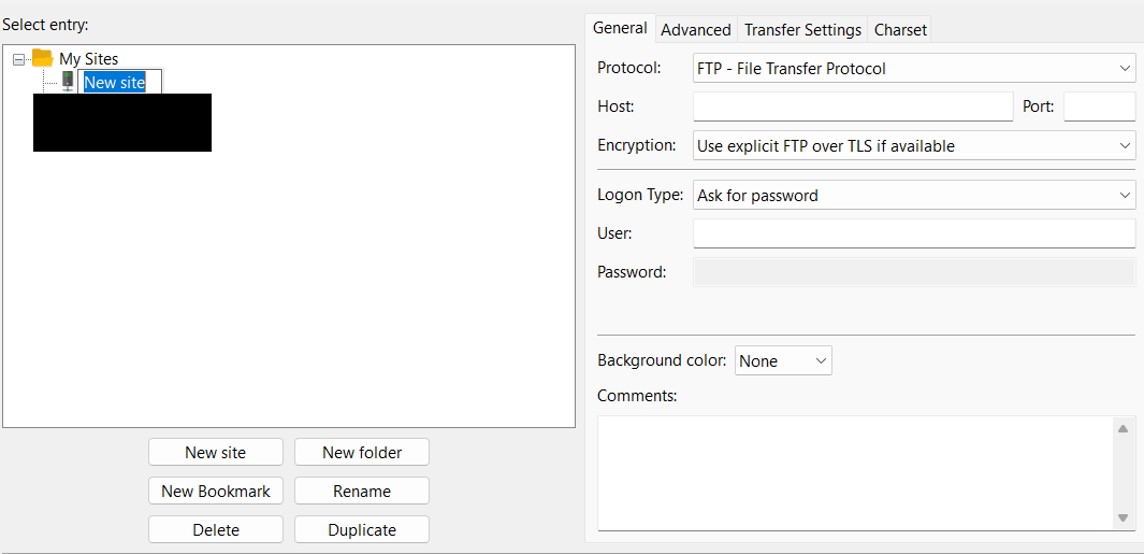 Select entry:
My Sites
New site
New site New folder
New Bookmark Rename
Delete Duplicate
General Advanced Transfer Settings Charset
Protocol: FTP - File Transfer Protocol
Host: Port:
Encryption: Use explicit FTP over TLS if available
Logon Type: Ask for password
User:
Password:
Background color: None
Comments: